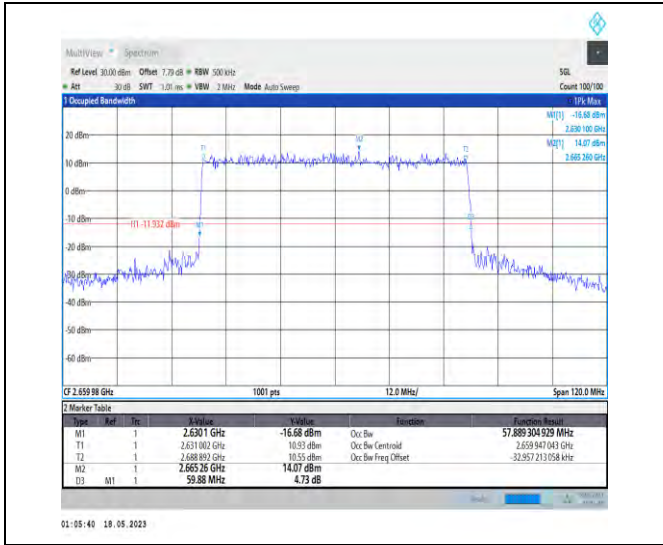 MultiView Spectrum
Ref Level 30.00 dBm Offset 7.79 dB RBW 500 kHz SGL
Att 30 dB SWT 1.01 ms VBW 2 MHz Mode Auto Sweep Count 100/100
1 Occupied Bandwidth 1Pk Max
M1[1] -16.68 dBm
2.630 100 GHz
M2[1] 14.07 dBm
2.665 260 GHz
20 dBm
M2
T1
T2
10 dBm
0 dBm
-10 dBm
H1 -11.932 dBm
M1
D3
-20 dBm
-30 dBm
-40 dBm
-50 dBm
-60 dBm
CF 2.659 98 GHz 1001 pts 12.0 MHz/ Span 120.0 MHz
2 Marker Table
Type Ref Trc X-Value Y-Value Function Function Result
M1 1 2.6301 GHz -16.68 dBm Occ Bw 57.889 304 929 MHz
T1 1 2.631 002 GHz 10.93 dBm Occ Bw Centroid 2.659 947 043 GHz
T2 1 2.688 892 GHz 10.55 dBm Occ Bw Freq Offset -32.957 213 058 kHz
M2 1 2.665 26 GHz 14.07 dBm
D3 M1 1 59.88 MHz 4.73 dB
01:05:40 18.05.2023